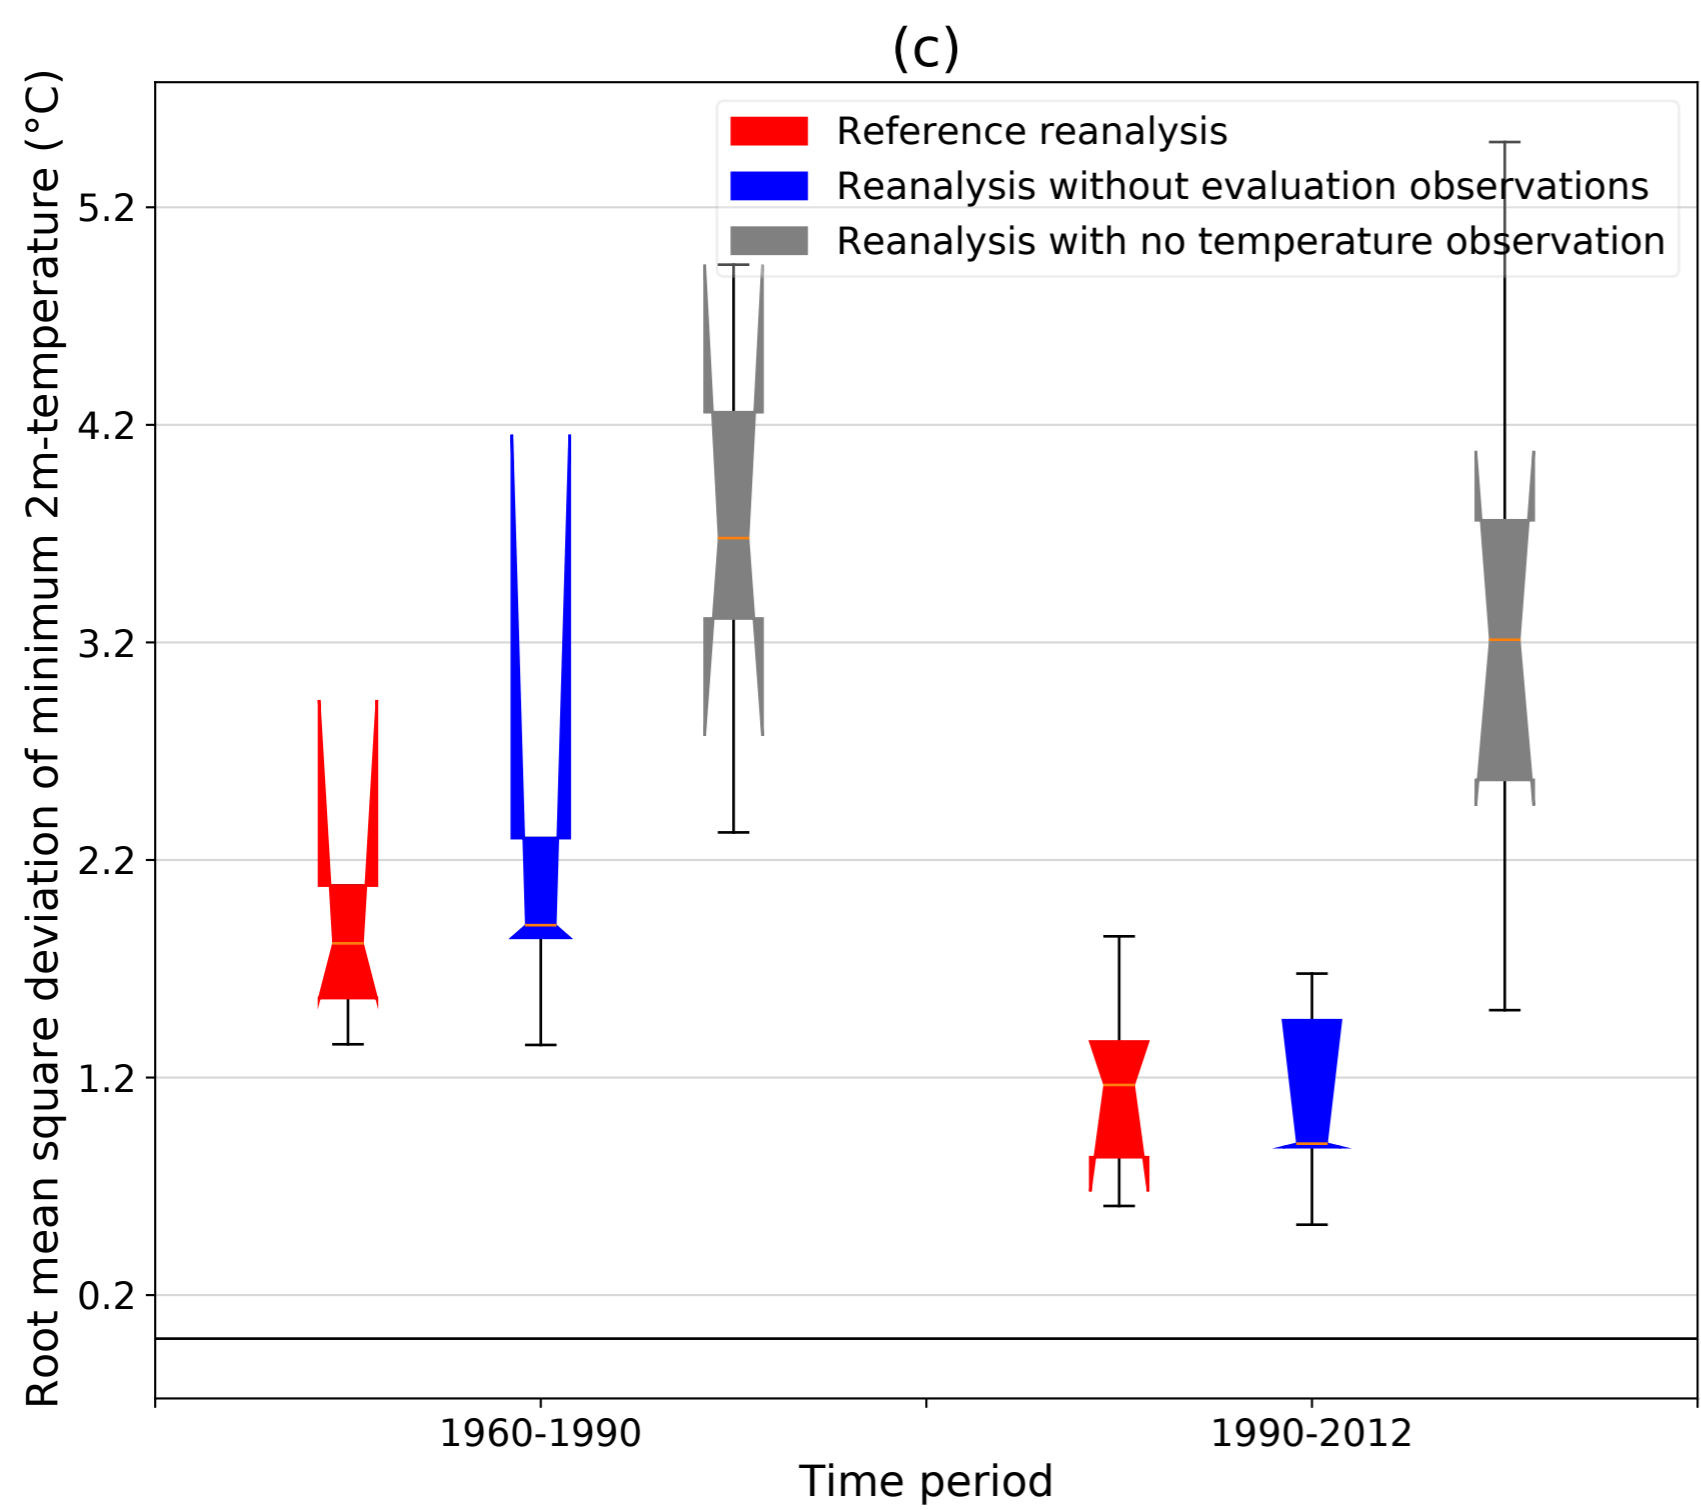 (c)
Root mean square deviation of minimum 2m-temperature (°C)
Reference reanalysis
Reanalysis without evaluation observations
Reanalysis with no temperature observation
5.2
4.2
3.2
2.2
1.2
0.2
1960-1990
1990-2012
Time period